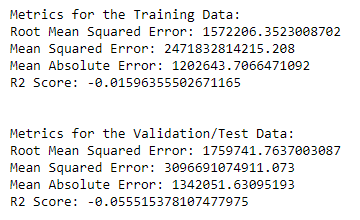 Metrics for the Training Data:
Root Mean Squared Error: 1572206.3523008702
Mean Squared Error: 2471832814215.208
Mean Absolute Error: 1202643.7066471092
R2 Score: -0.01596355502671165
Metrics for the Validation/Test Data:
Root Mean Squared Error: 1759741.7637003087
Mean Squared Error: 3096691074911.073
Mean Absolute Error: 1342051.63095193
R2 Score: -0.055515378107477975